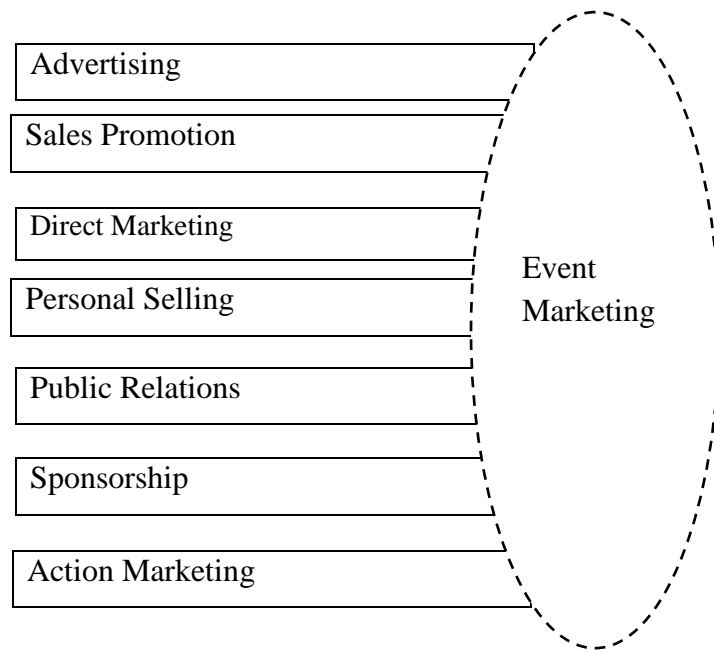 Advertising
Sales Promotion
Direct Marketing
Personal Selling
Public Relations
Sponsorship
Action Marketing
Event
Marketing